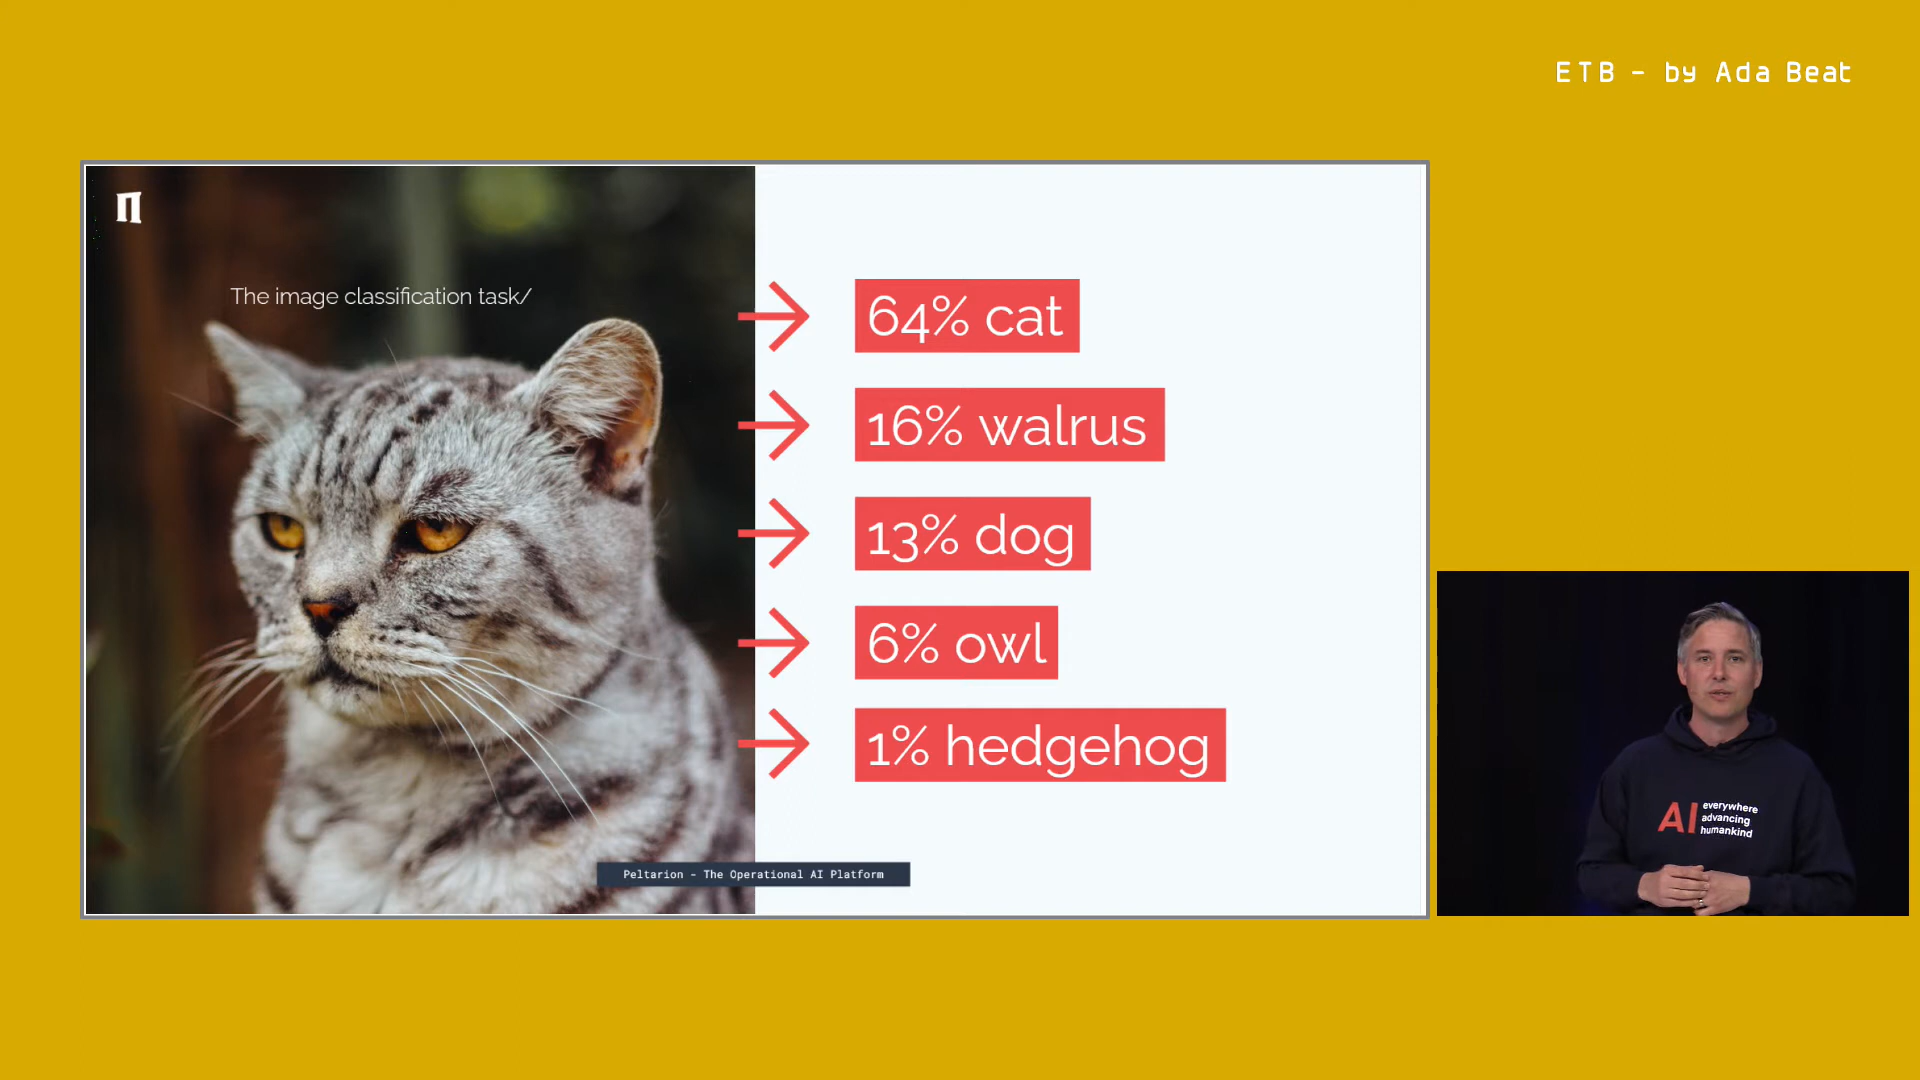 ETB - by Ada Beat
The image classification task/
64% cat
16% walrus
13% dog
6% owl
1% hedgehog
Peltarion - The Operational AI Platform
AI everywhere
advancing
humankind